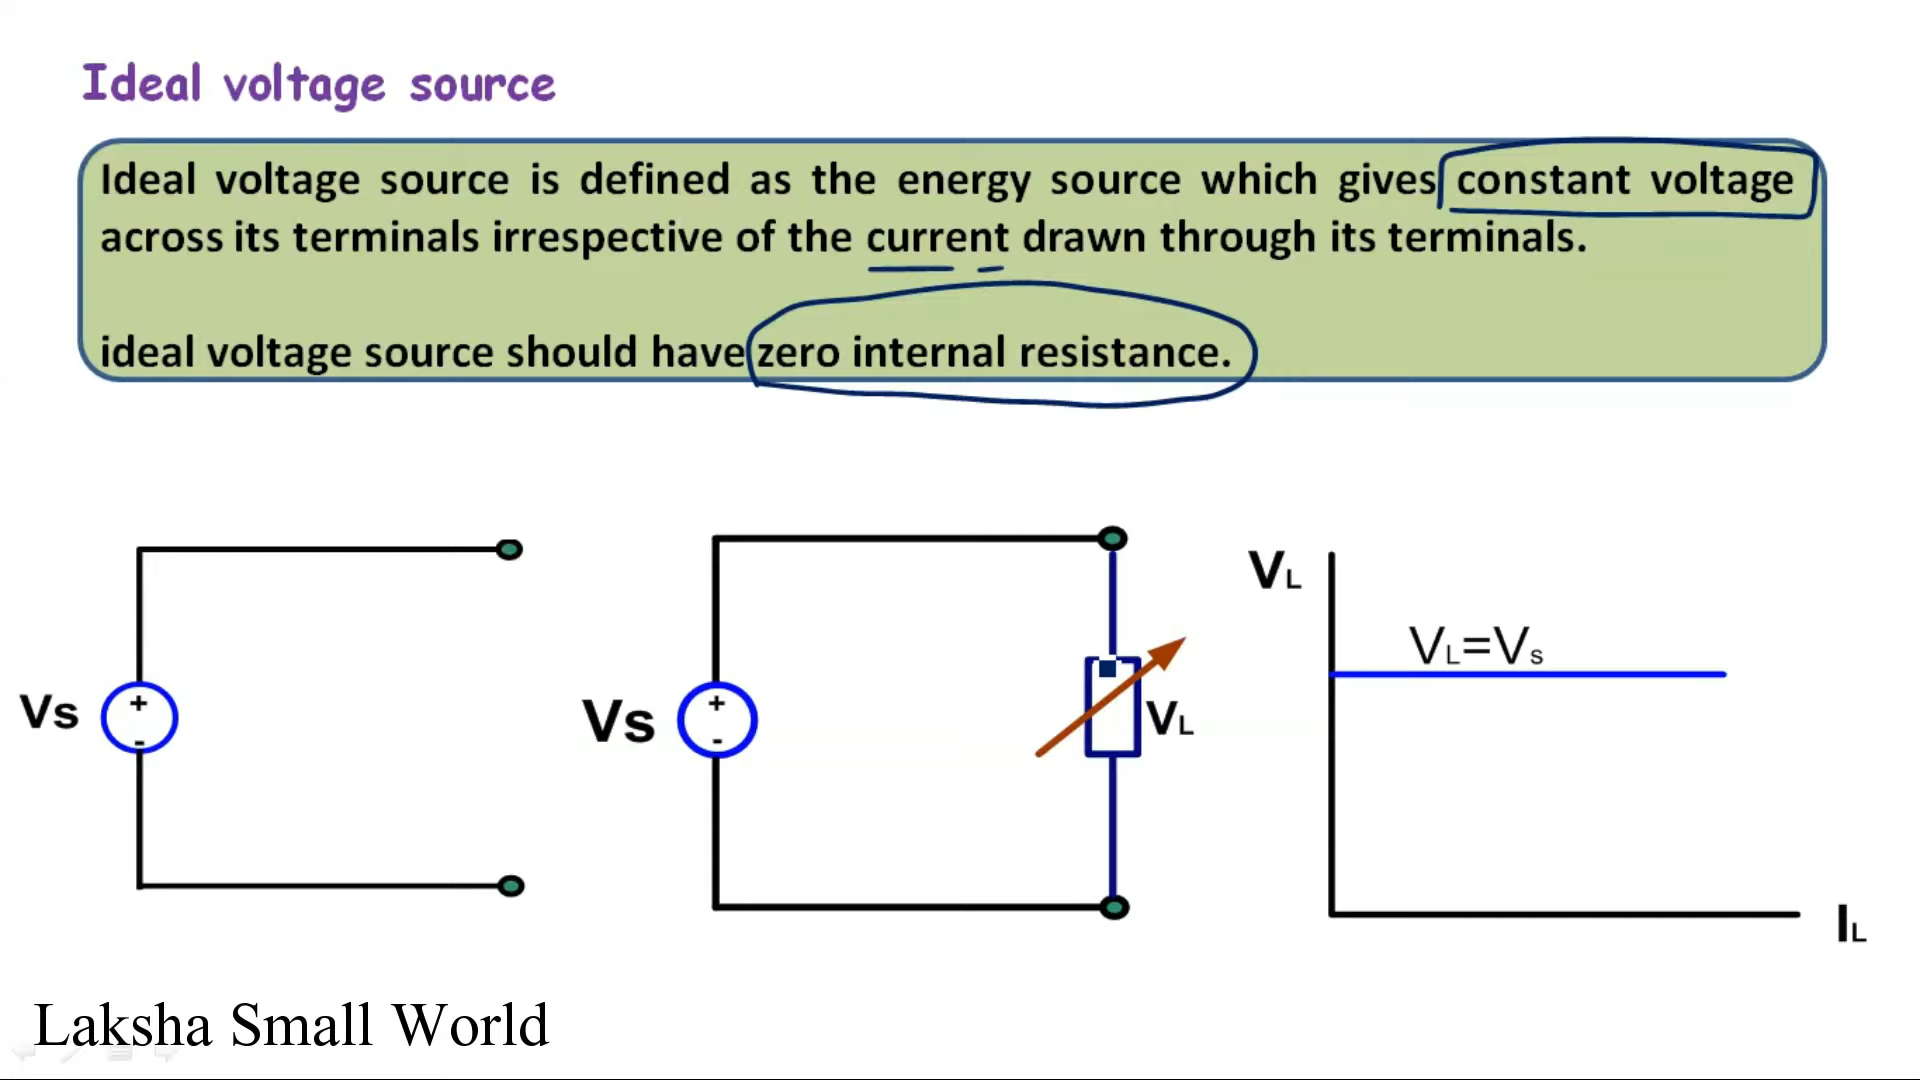 Ideal voltage source
Ideal voltage source is defined as the energy source which gives constant voltage
across its terminals irrespective of the current drawn through its terminals.
ideal voltage source should have zero internal resistance.
Vs
+
-
Vs
+
-
VL
VL
VL=Vs
IL
Laksha Small World